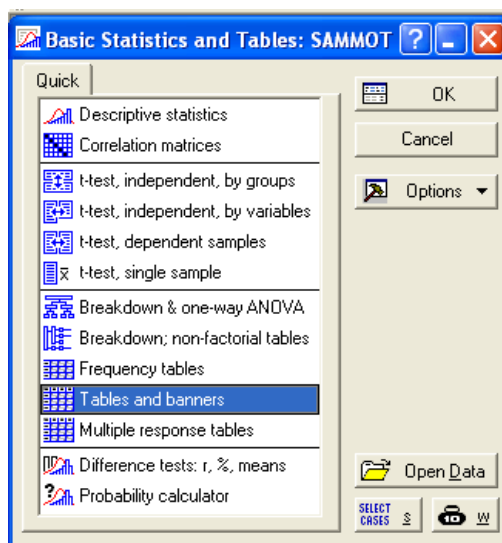 Basic Statistics and Tables: SAMMOT
Quick
Descriptive statistics
Correlation matrices
t-test, independent, by groups
t-test, independent, by variables
t-test, dependent samples
t-test, single sample
Breakdown & one-way ANOVA
Breakdown; non-factorial tables
Frequency tables
Tables and banners
Multiple response tables
Difference tests: r, %, means
Probability calculator
OK
Cancel
Options
Open Data
SELECT CASES S
W